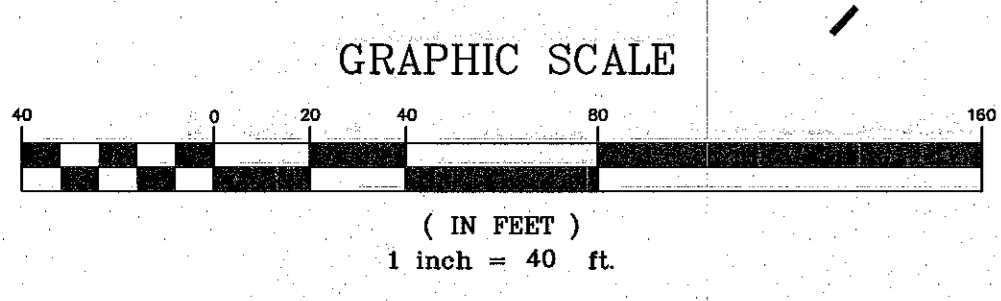 GRAPHIC SCALE
40 0 20 40 80 160
( IN FEET )
1 inch = 40 ft.